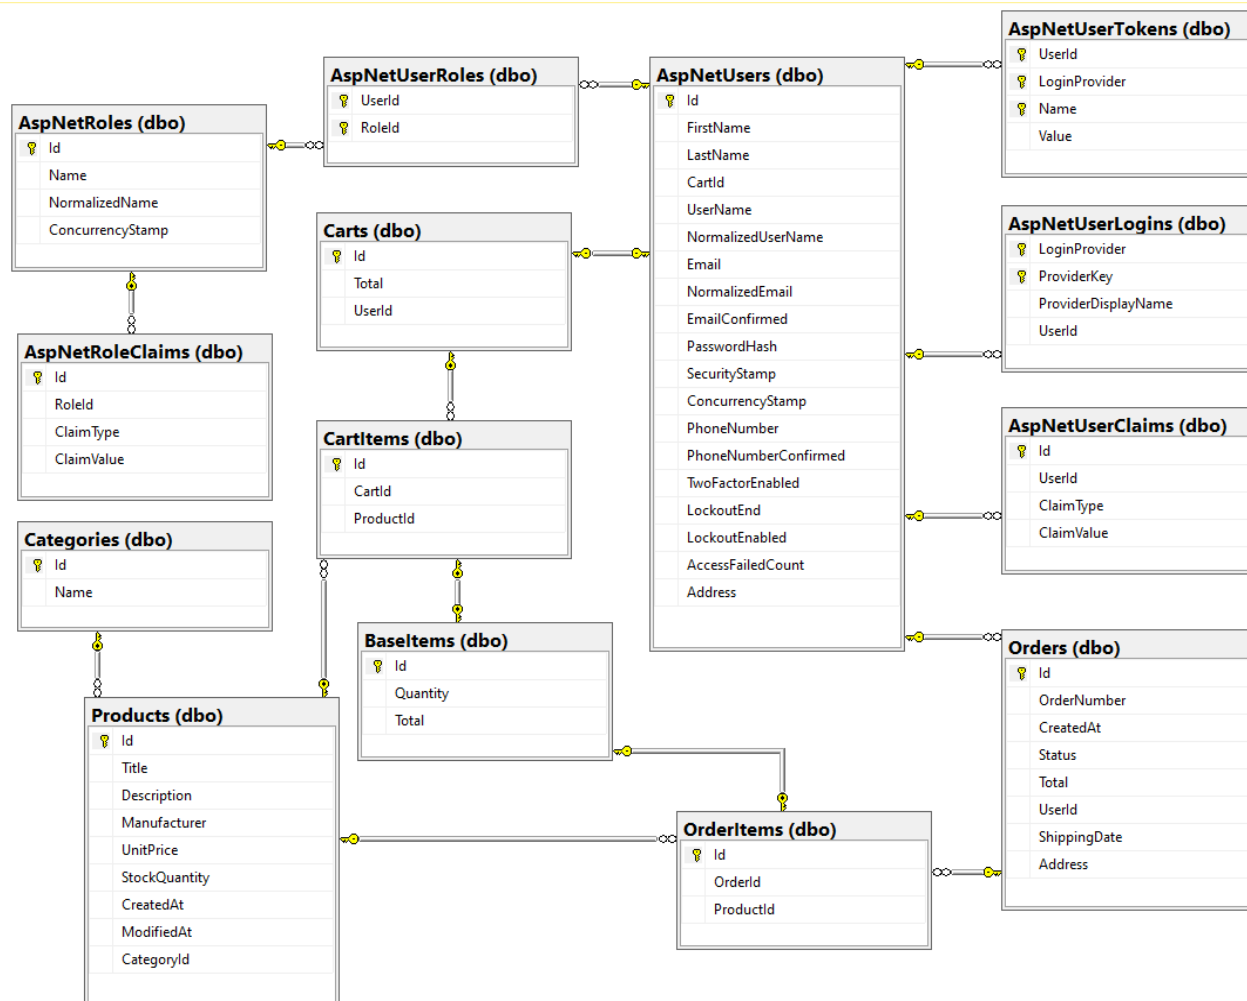 AspNetUserTokens (dbo)
UserId
LoginProvider
Name
Value
AspNetUserRoles (dbo)
UserId
RoleId
AspNetUsers (dbo)
Id
FirstName
LastName
CartId
UserName
NormalizedUserName
Email
NormalizedEmail
EmailConfirmed
PasswordHash
SecurityStamp
ConcurrencyStamp
PhoneNumber
PhoneNumberConfirmed
TwoFactorEnabled
LockoutEnd
LockoutEnabled
AccessFailedCount
Address
AspNetRoles (dbo)
Id
Name
NormalizedName
ConcurrencyStamp
AspNetUserLogins (dbo)
LoginProvider
ProviderKey
ProviderDisplayName
UserId
Carts (dbo)
Id
Total
UserId
AspNetRoleClaims (dbo)
Id
RoleId
ClaimType
ClaimValue
AspNetUserClaims (dbo)
Id
UserId
ClaimType
ClaimValue
CartItems (dbo)
Id
CartId
ProductId
Categories (dbo)
Id
Name
BaseItems (dbo)
Id
Quantity
Total
Orders (dbo)
Id
OrderNumber
CreatedAt
Status
Total
UserId
ShippingDate
Address
Products (dbo)
Id
Title
Description
Manufacturer
UnitPrice
StockQuantity
CreatedAt
ModifiedAt
CategoryId
OrderItems (dbo)
Id
OrderId
ProductId